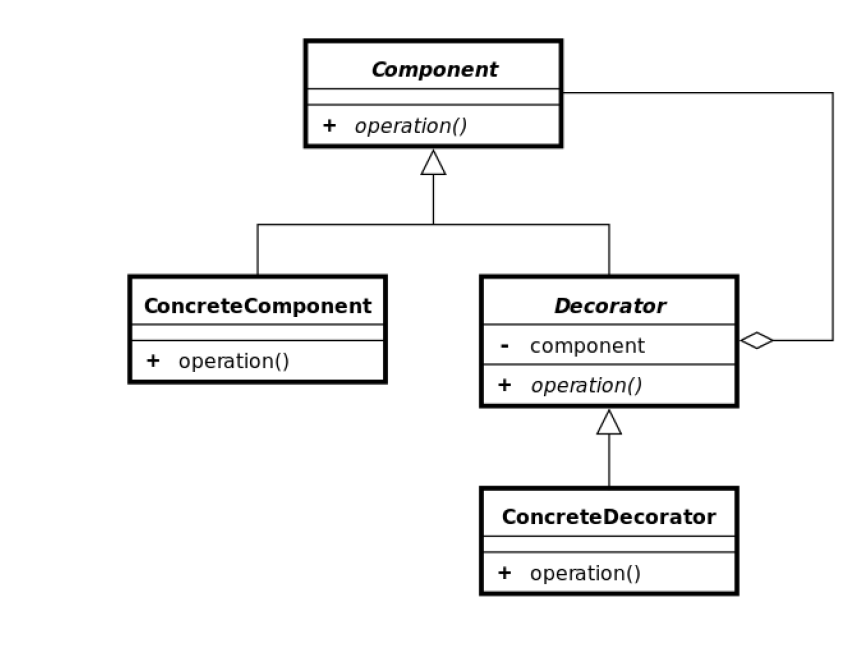 Component
+ operation()
ConcreteComponent
+ operation()
Decorator
- component
+ operation()
ConcreteDecorator
+ operation()